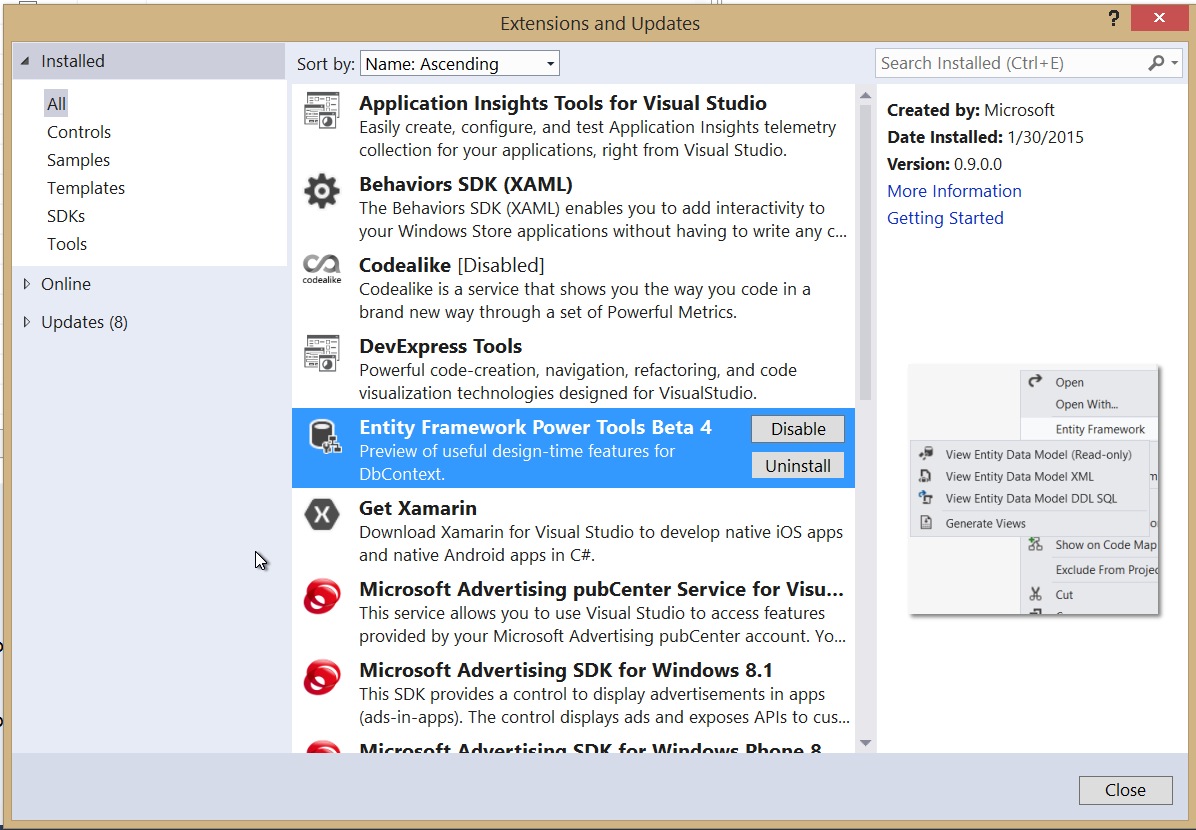 Extensions and Updates
?
Installed
All
Controls
Samples
Templates
SDKs
Tools
Online
Updates (8)
Sort by: Name: Ascending
Application Insights Tools for Visual Studio
Easily create, configure, and test Application Insights telemetry
collection for your applications, right from Visual Studio.
Behaviors SDK (XAML)
The Behaviors SDK (XAML) enables you to add interactivity to
your Windows Store applications without having to write any c...
codealike
Codealike [Disabled]
Codealike is a service that shows you the way you code in a
brand new way through a set of Powerful Metrics.
DevExpress Tools
Powerful code-creation, navigation, refactoring, and code
visualization technologies designed for VisualStudio.
Entity Framework Power Tools Beta 4
Preview of useful design-time features for
DbContext.
Disable
Uninstall
Get Xamarin
Download Xamarin for Visual Studio to develop native iOS apps
and native Android apps in C#.
Microsoft Advertising pubCenter Service for Visu...
This service allows you to use Visual Studio to access features
provided by your Microsoft Advertising pubCenter account. Yo...
Microsoft Advertising SDK for Windows 8.1
This SDK provides a control to display advertisements in apps
(ads-in-apps). The control displays ads and exposes APIs to cus...
Microsoft Advertising SDK for Windows Phone 8
Search Installed (Ctrl+E)
Created by: Microsoft
Date Installed: 1/30/2015
Version: 0.9.0.0
More Information
Getting Started
Open
Open With...
Entity Framework
View Entity Data Model (Read-only)
View Entity Data Model XML
View Entity Data Model DDL SQL
Generate Views
Show on Code Map
Exclude From Projec
Cut
Close